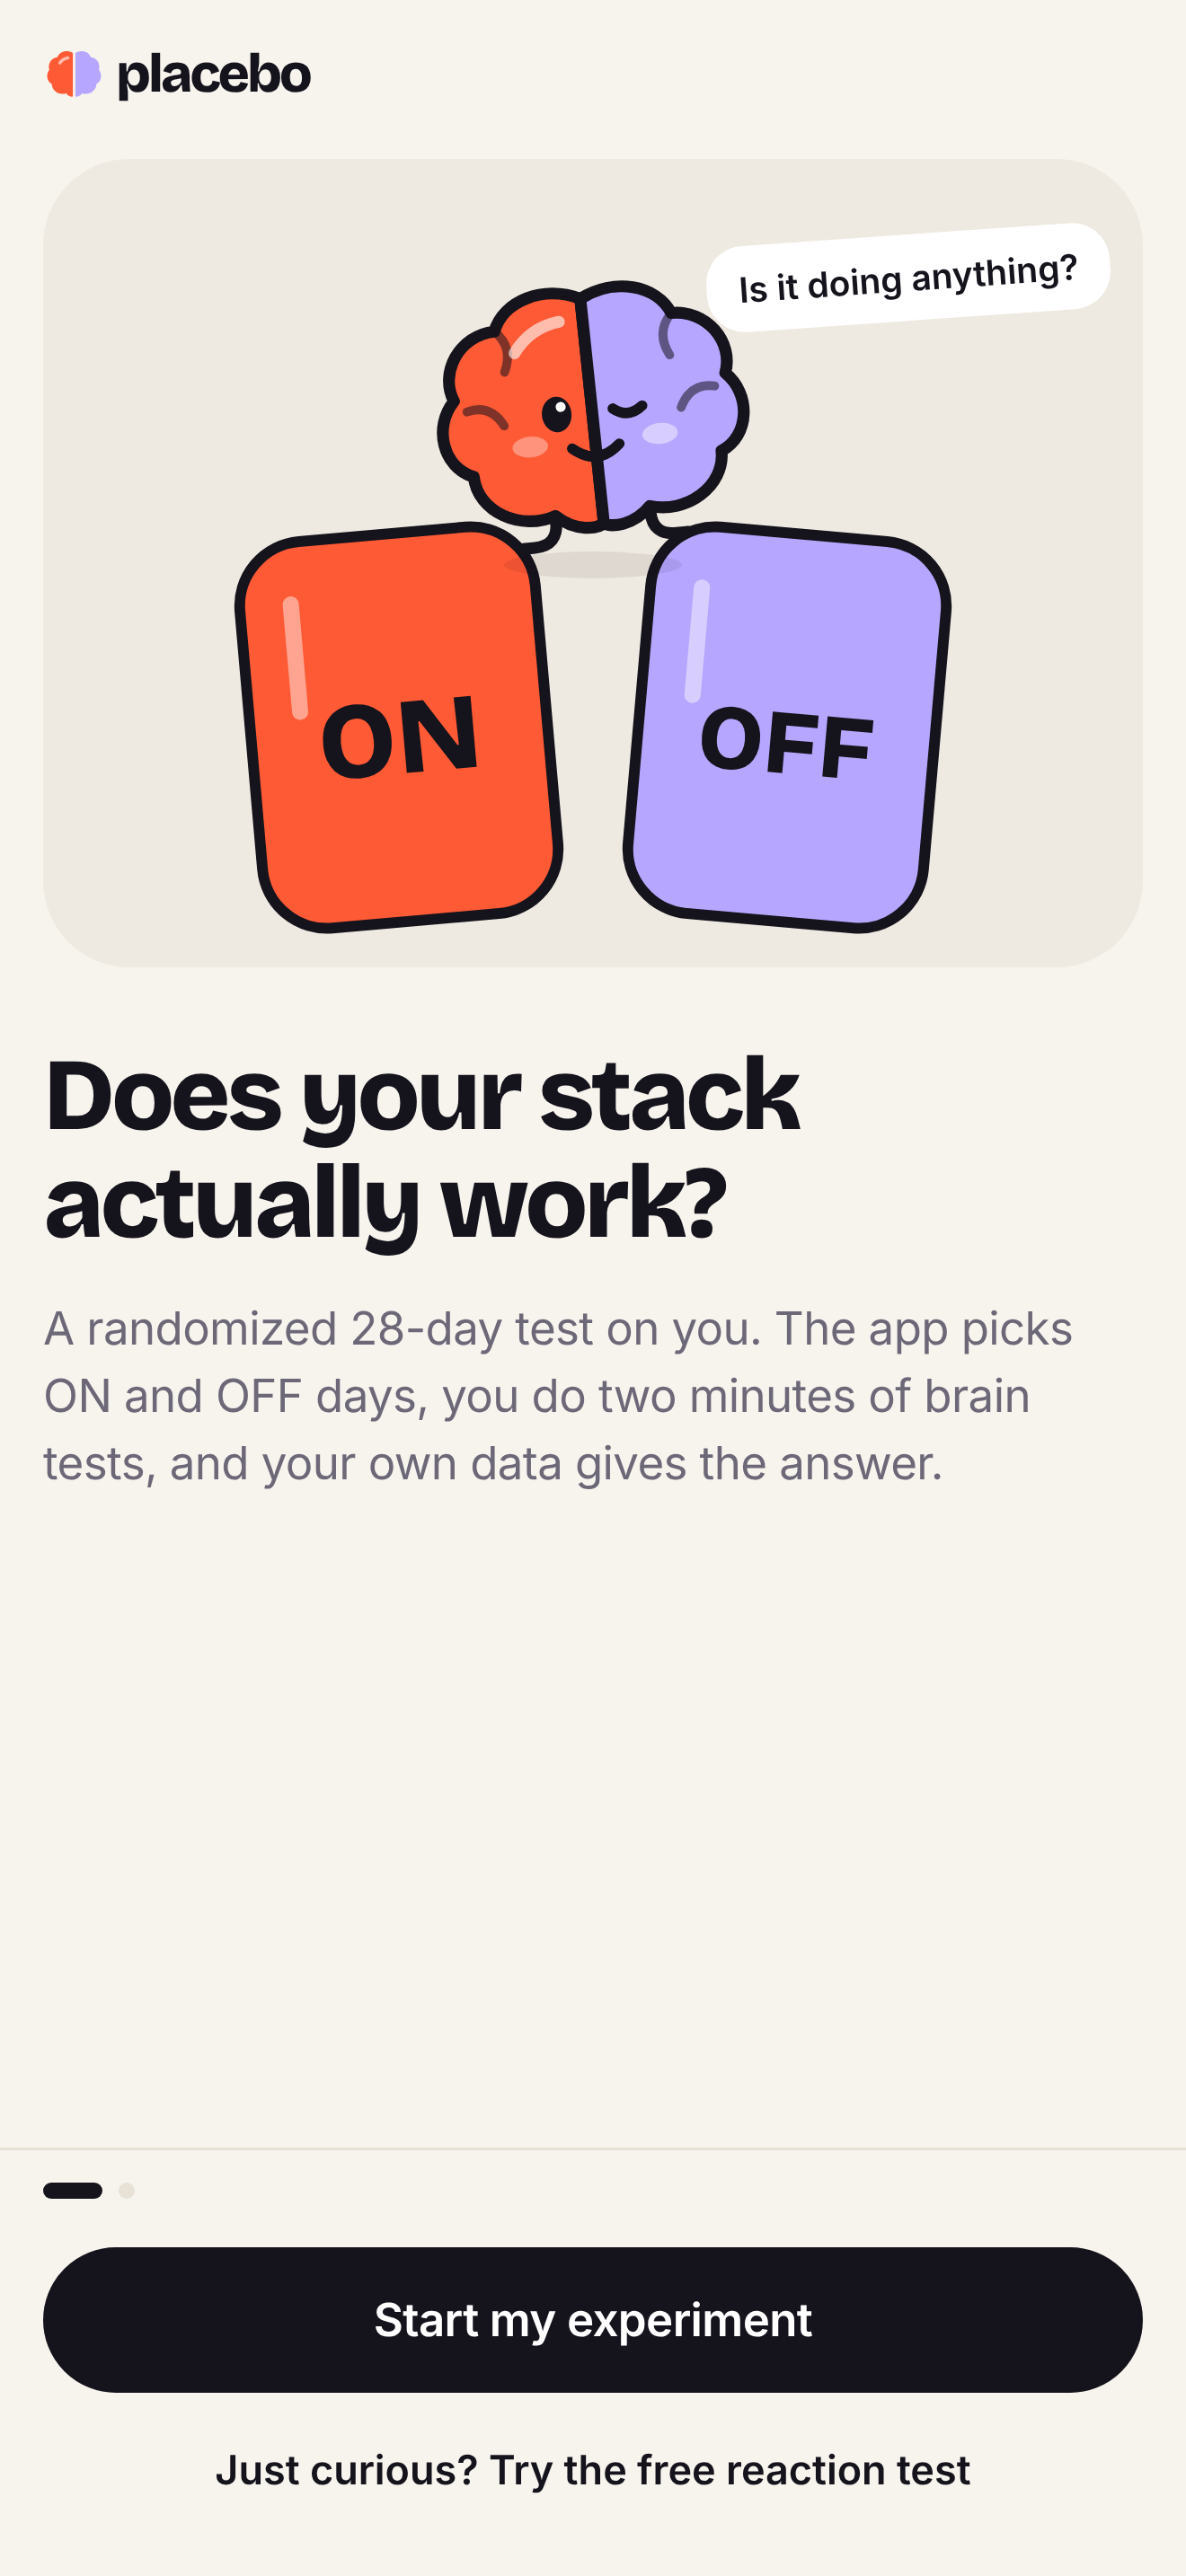 placebo
Is it doing anything?
ON
OFF
Does your stack
actually work?
A randomized 28-day test on you. The app picks
ON and OFF days, you do two minutes of brain
tests, and your own data gives the answer.
Start my experiment
Just curious? Try the free reaction test